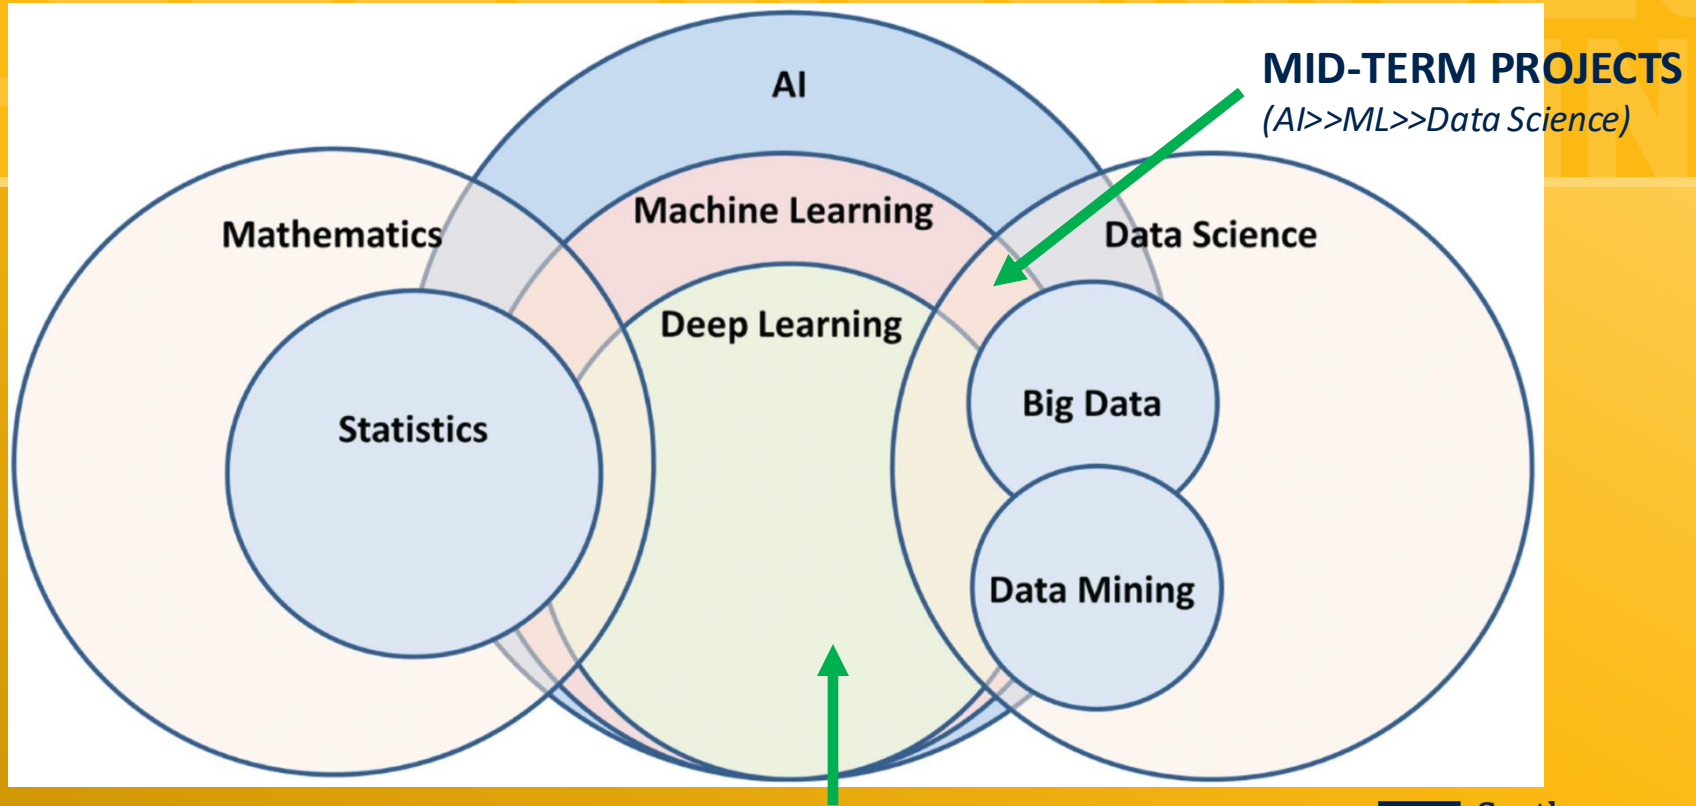 AI
MID-TERM PROJECTS
(AI>>ML>>Data Science)
Machine Learning
Mathematics
Data Science
Deep Learning
Big Data
Statistics
Data Mining